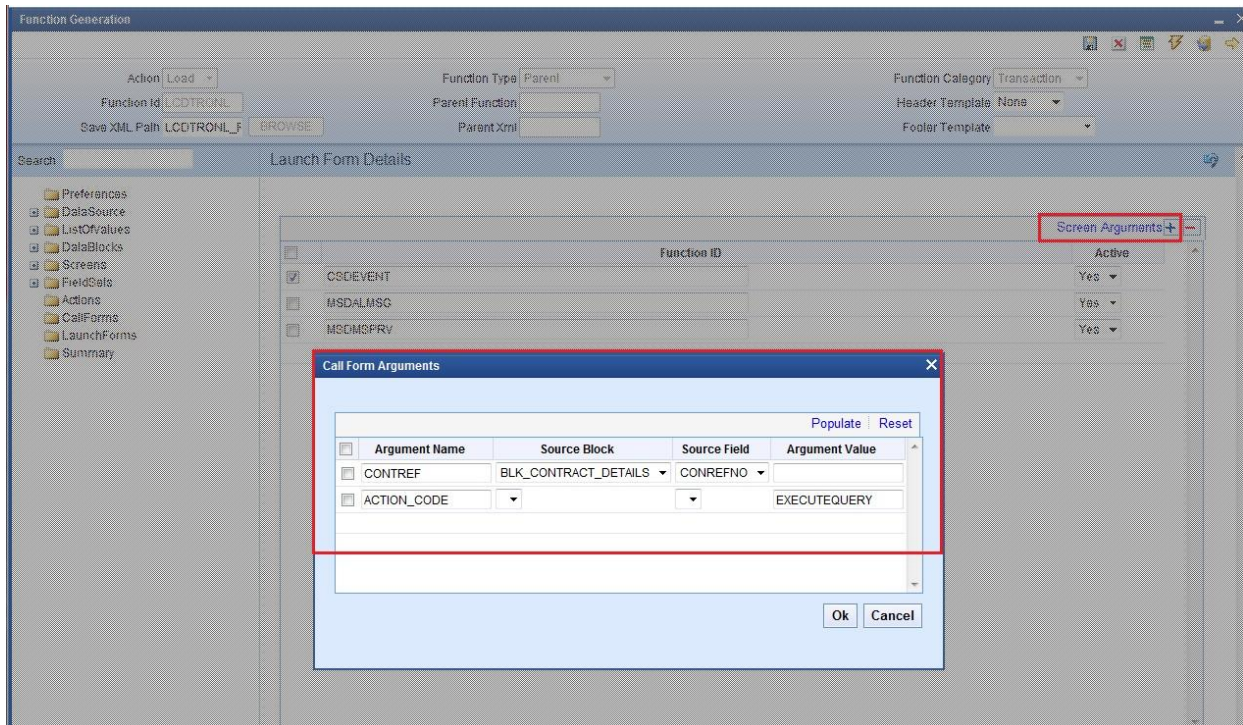 Function Generation
Action Load Function Type Parent Function Category Transaction
Function Id LCDTRONL Parent Function Header Template None
Save XML Path LCDTRONL_F BROWSE Parent Xml Footer Template
Search Launch Form Details
Preferences
DataSource
ListOfValues
DataBlocks
Screens
FieldSets
Actions
CallForms
LaunchForms
Summary
Screen Arguments
Function ID Active
CSDEVENT Yes
MSDALMSG Yes
MSDMSPRV Yes
Call Form Arguments
Populate Reset
Argument Name Source Block Source Field Argument Value
CONTREF BLK_CONTRACT_DETAILS CONREFNO
ACTION_CODE EXECUTEQUERY
Ok Cancel